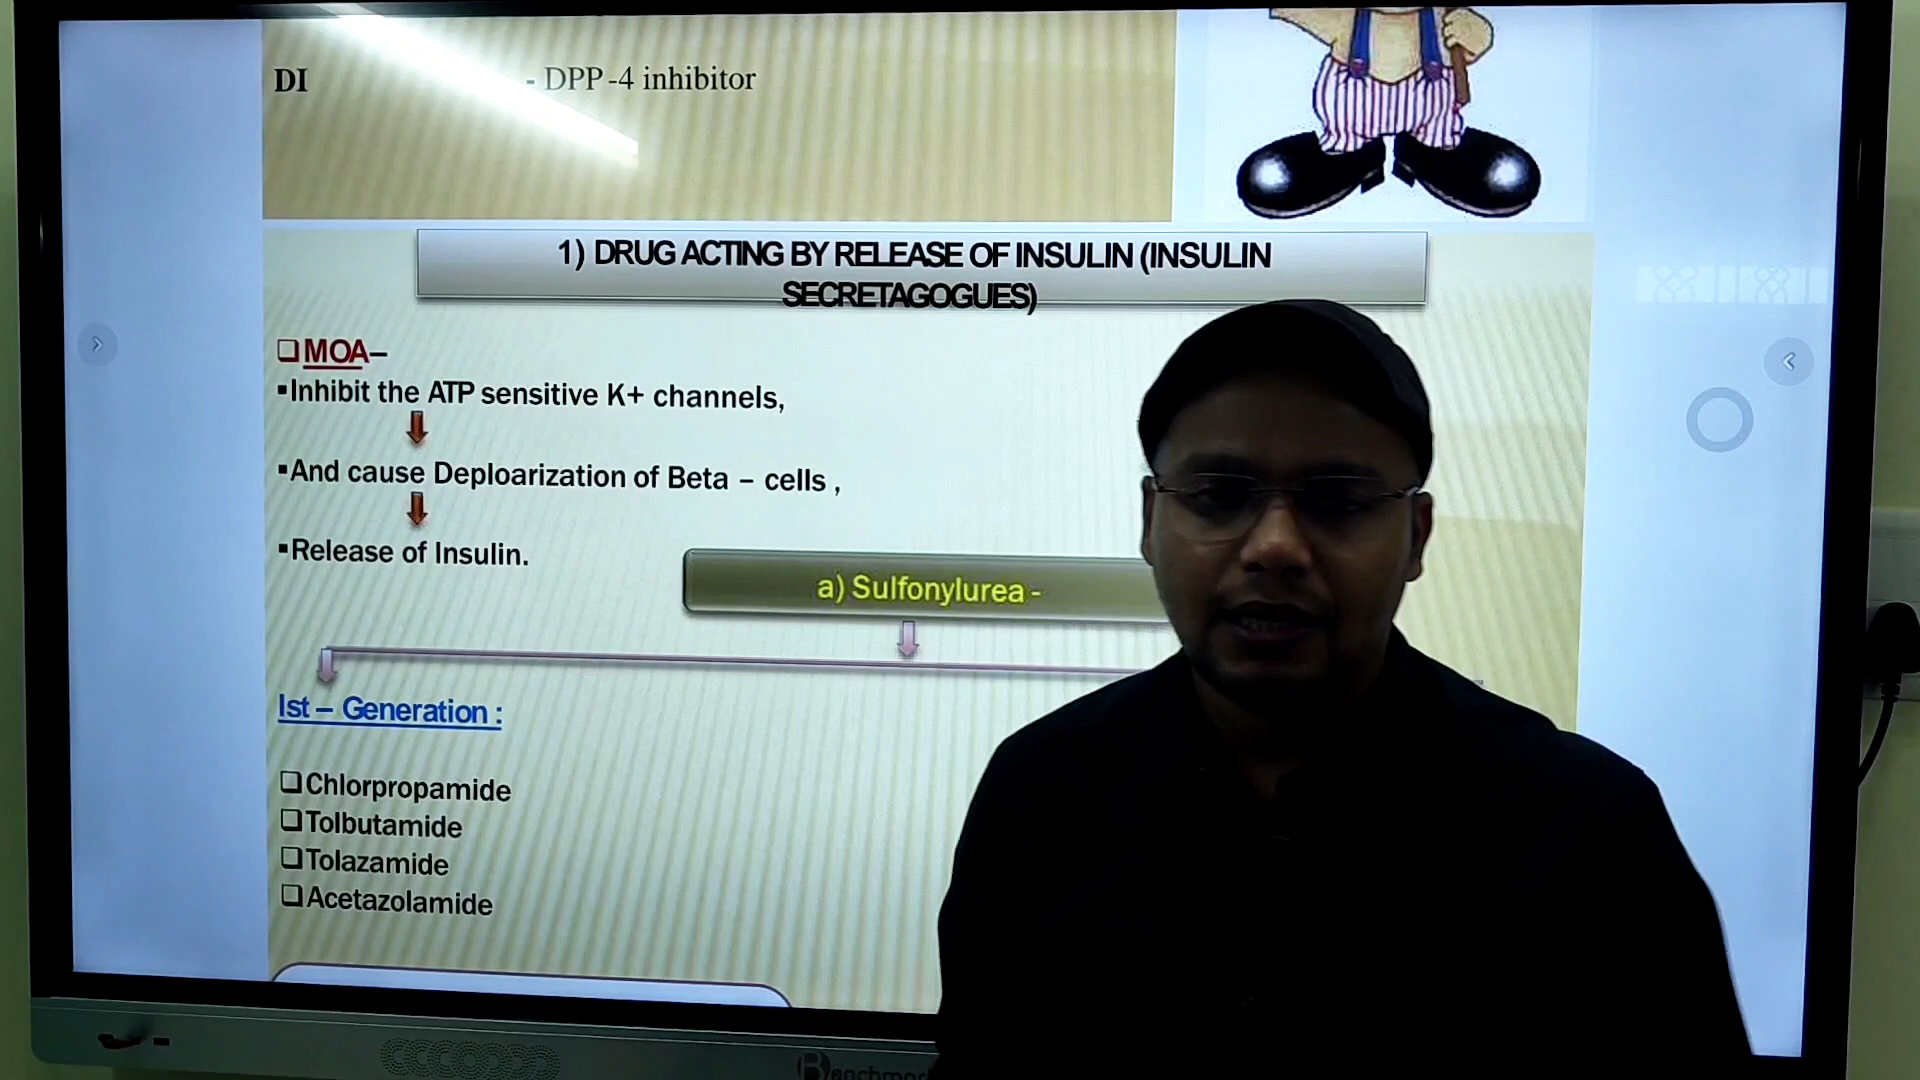 DI - DPP -4 inhibitor
1) DRUG ACTING BY RELEASE OF INSULIN (INSULIN
SECRETAGOGUES)
❑MOA–
▪Inhibit the ATP sensitive K+ channels,
▪And cause Deploarization of Beta – cells ,
▪Release of Insulin.
a) Sulfonylurea -
Ist – Generation :
❑Chlorpropamide
❑Tolbutamide
❑Tolazamide
❑Acetazolamide